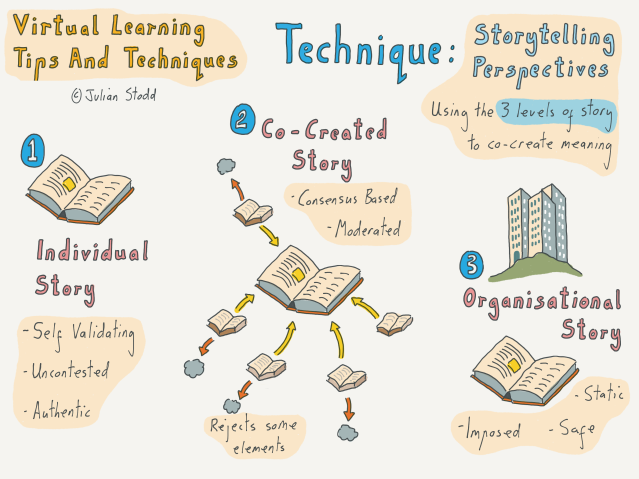 Virtual Learning
Tips And Techniques
© Julian Stodd
Technique:
Storytelling
Perspectives
Using the 3 levels of story
to co-create meaning
1
Individual
Story
- Self Validating
- Uncontested
- Authentic
2
Co-Created
Story
- Consensus Based
- Moderated
Rejects some
elements
3
Organisational
Story
- Static
- Imposed - Safe